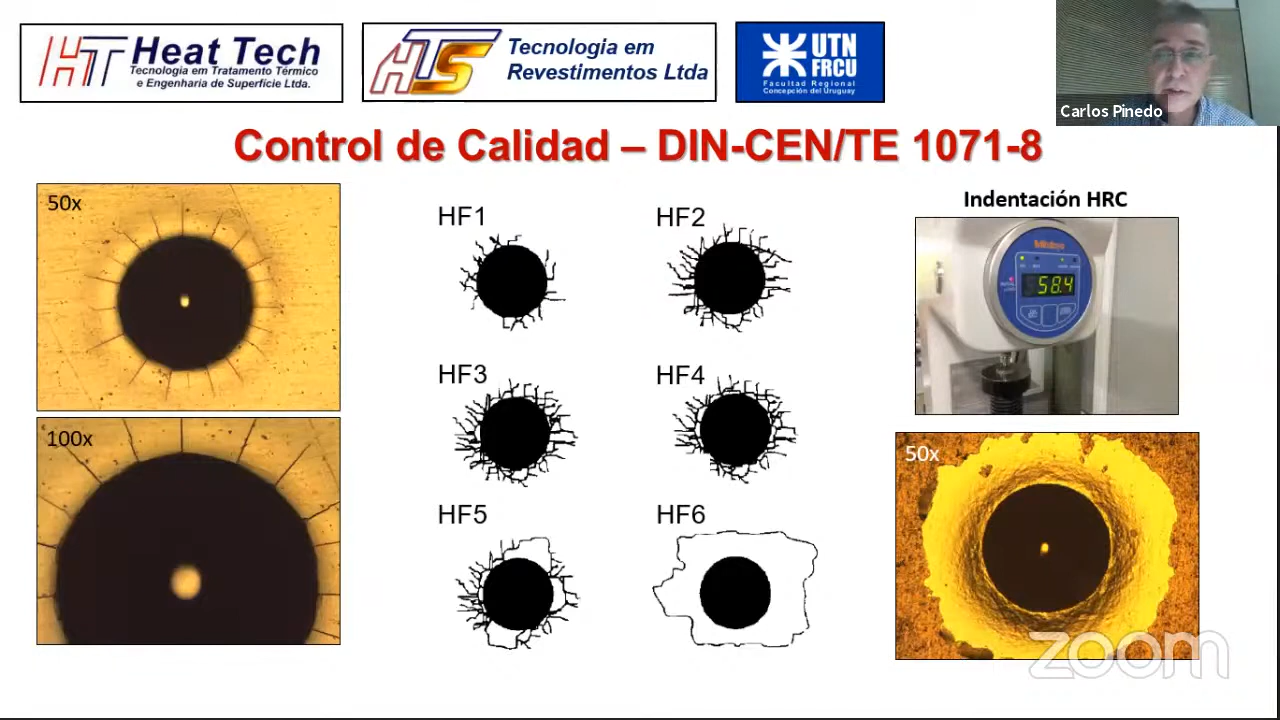 Heat Tech
Tecnologia em Tratamento Térmico
e Engenharia de Superfície Ltda.
HTS
Tecnologia em
Revestimentos Ltda
UTN
FRCU
Facultad Regional
Concepción del Uruguay
Carlos Pinedo
Control de Calidad – DIN-CEN/TE 1071-8
50x
100x
HF1
HF2
HF3
HF4
HF5
HF6
Indentación HRC
Mitutoyo
58.4
50x
zoom